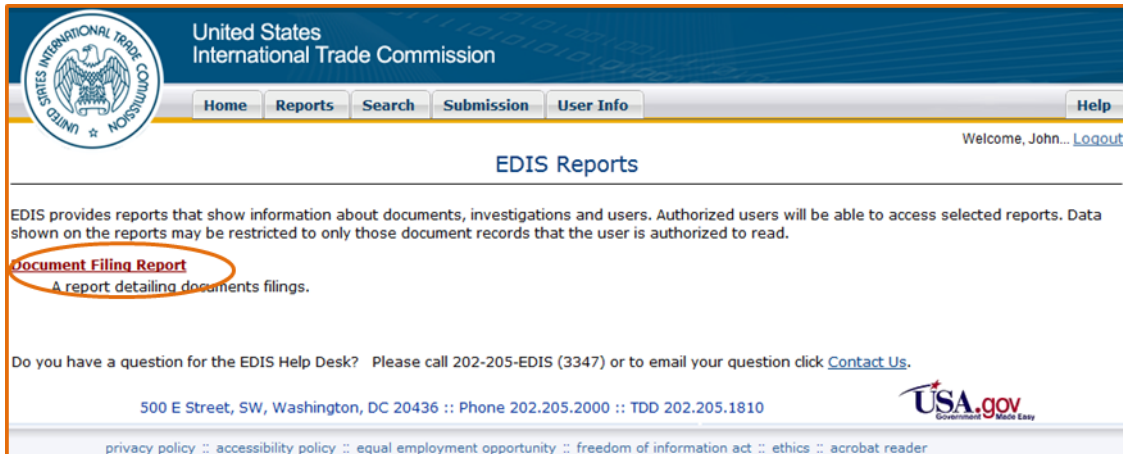 UNITED STATES INTERNATIONAL TRADE COMMISSION
United States
International Trade Commission
Home Reports Search Submission User Info Help
Welcome, John... Logout
EDIS Reports
EDIS provides reports that show information about documents, investigations and users. Authorized users will be able to access selected reports. Data
shown on the reports may be restricted to only those document records that the user is authorized to read.
Document Filing Report
A report detailing documents filings.
Do you have a question for the EDIS Help Desk? Please call 202-205-EDIS (3347) or to email your question click Contact Us.
500 E Street, SW, Washington, DC 20436 :: Phone 202.205.2000 :: TDD 202.205.1810
USA.gov
Government Made Easy
privacy policy :: accessibility policy :: equal employment opportunity :: freedom of information act :: ethics :: acrobat reader